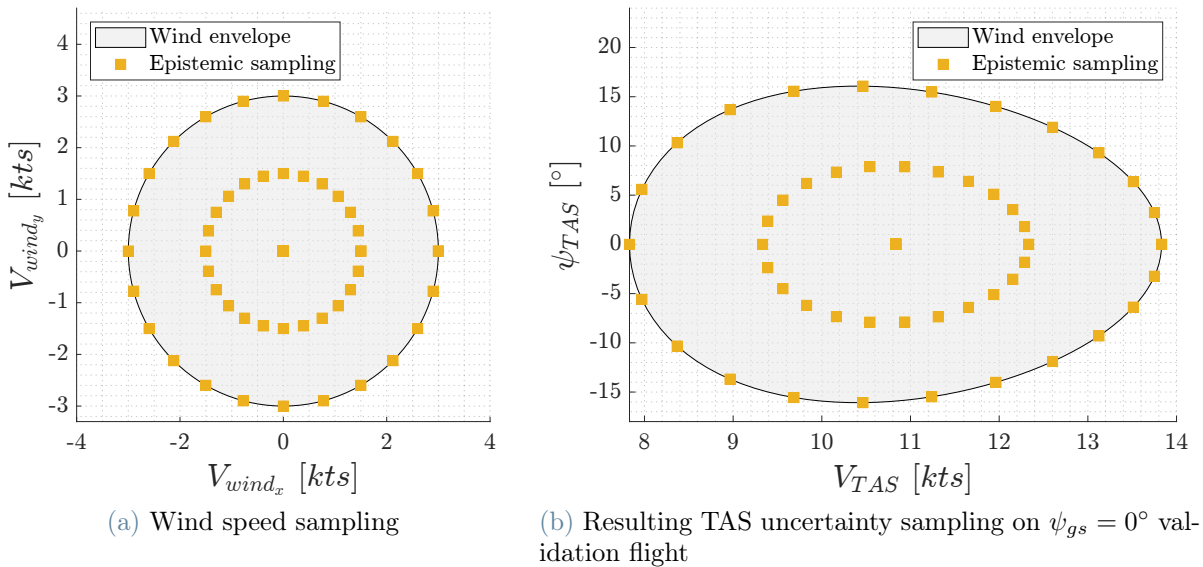 Wind envelope
Epistemic sampling
4
3
2
1
0
-1
-2
-3
-4
-2
0
2
4
V_{wind_y} [kts]
V_{wind_x} [kts]
(a) Wind speed sampling
Wind envelope
Epistemic sampling
20
15
10
5
0
-5
-10
-15
8
9
10
11
12
13
14
ψ_{TAS} [°]
V_{TAS} [kts]
(b) Resulting TAS uncertainty sampling on ψ_{gs} = 0° val-
idation flight